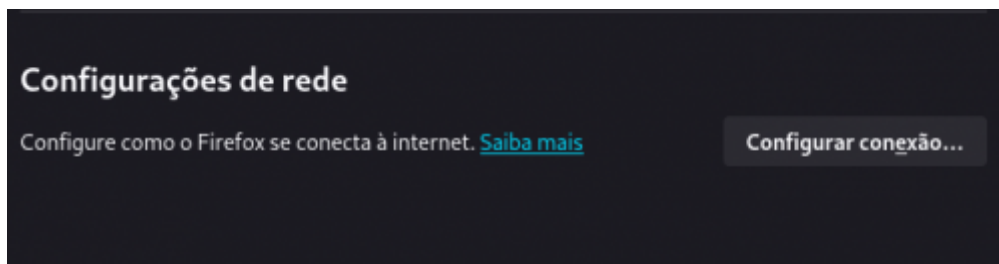 Configurações de rede
Configure como o Firefox se conecta à internet. Saiba mais
Configurar conexão...